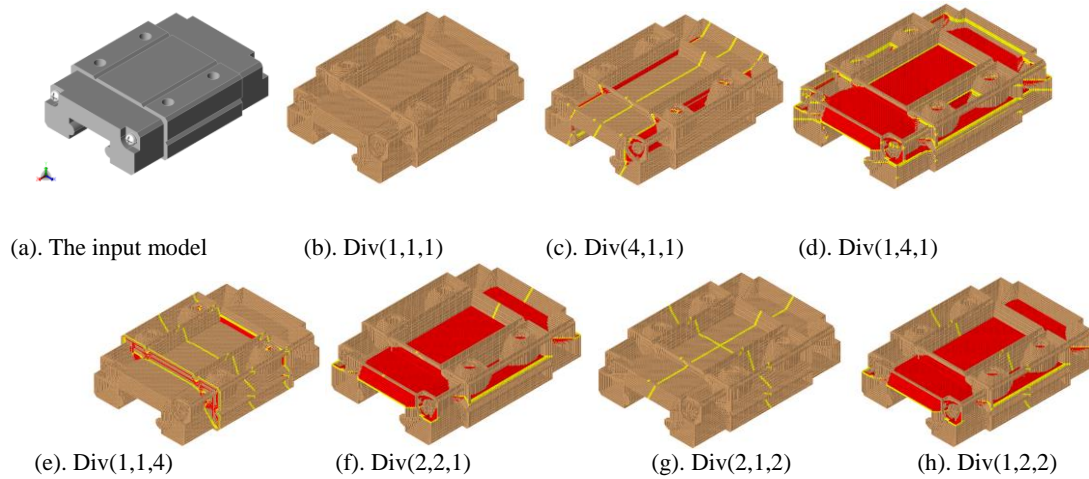 (a). The input model
(b). Div(1,1,1)
(c). Div(4,1,1)
(d). Div(1,4,1)
(e). Div(1,1,4)
(f). Div(2,2,1)
(g). Div(2,1,2)
(h). Div(1,2,2)